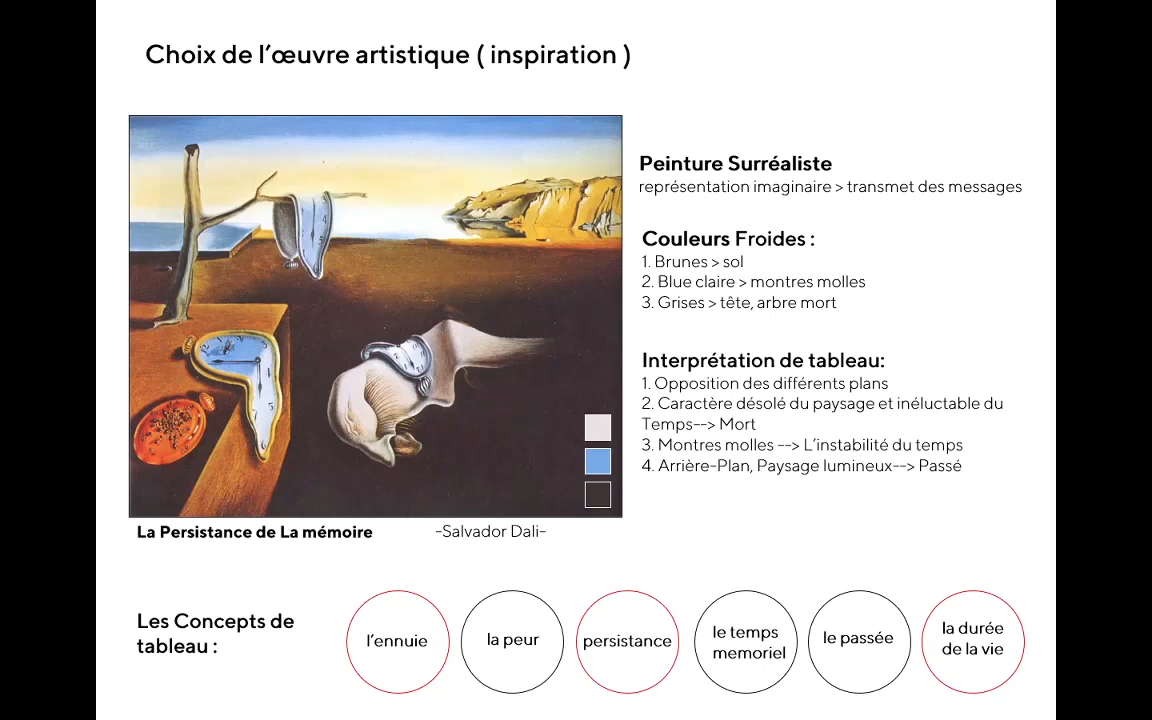 Choix de l'œuvre artistique ( inspiration )
Peinture Surréaliste
représentation imaginaire > transmet des messages
Couleurs Froides :
1. Brunes > sol
2. Blue claire > montres molles
3. Grises > tête, arbre mort
Interprétation de tableau:
1. Opposition des différents plans
2. Caractère désolé du paysage et inéluctable du
Temps--> Mort
3. Montres molles --> L'instabilité du temps
4. Arrière-Plan, Paysage lumineux--> Passé
La Persistance de La mémoire
-Salvador Dali-
Les Concepts de
tableau :
l'ennuie
la peur
persistance
le temps
memoriel
le passée
la durée
de la vie